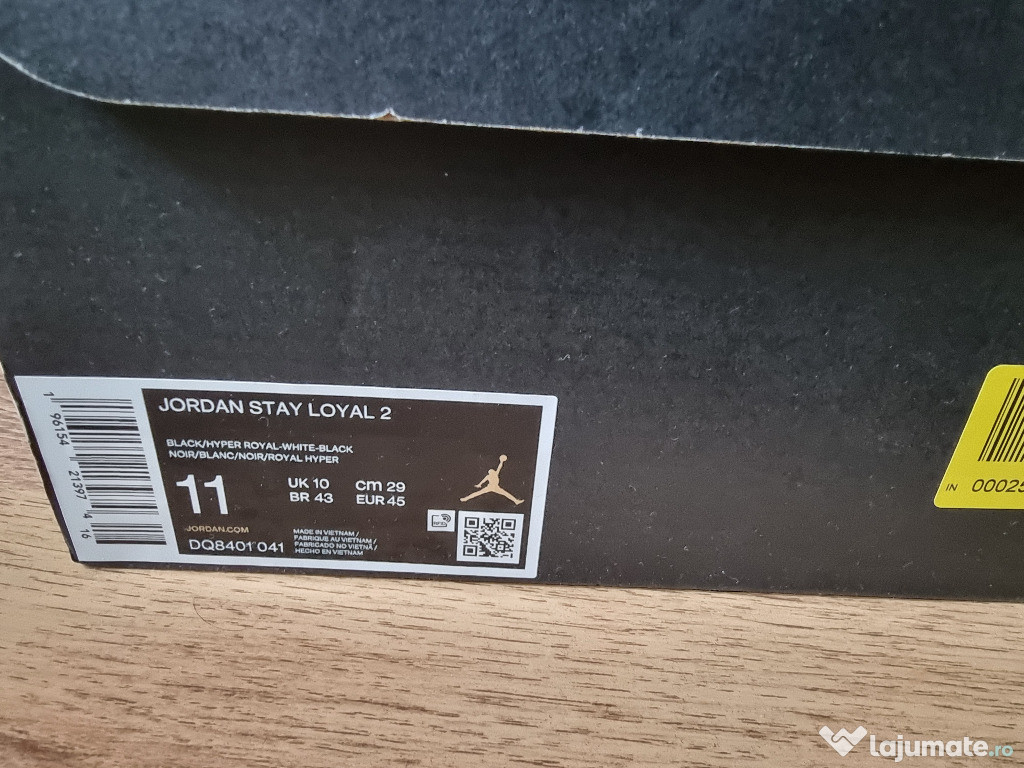 JORDAN STAY LOYAL 2
BLACK/HYPER ROYAL-WHITE-BLACK
NOIR/BLANC/NOIR/ROYAL HYPER
11
UK 10
BR 43
CM 29
EUR 45
JORDAN.COM
DQ8401 041
MADE IN VIETNAM /
FABRIQUE AU VIETNAM /
FABRICADO NO VIETNÃ /
HECHO EN VIETNAM
RFID
1 96154 21397 4 16
IN 00025
lajumate.ro